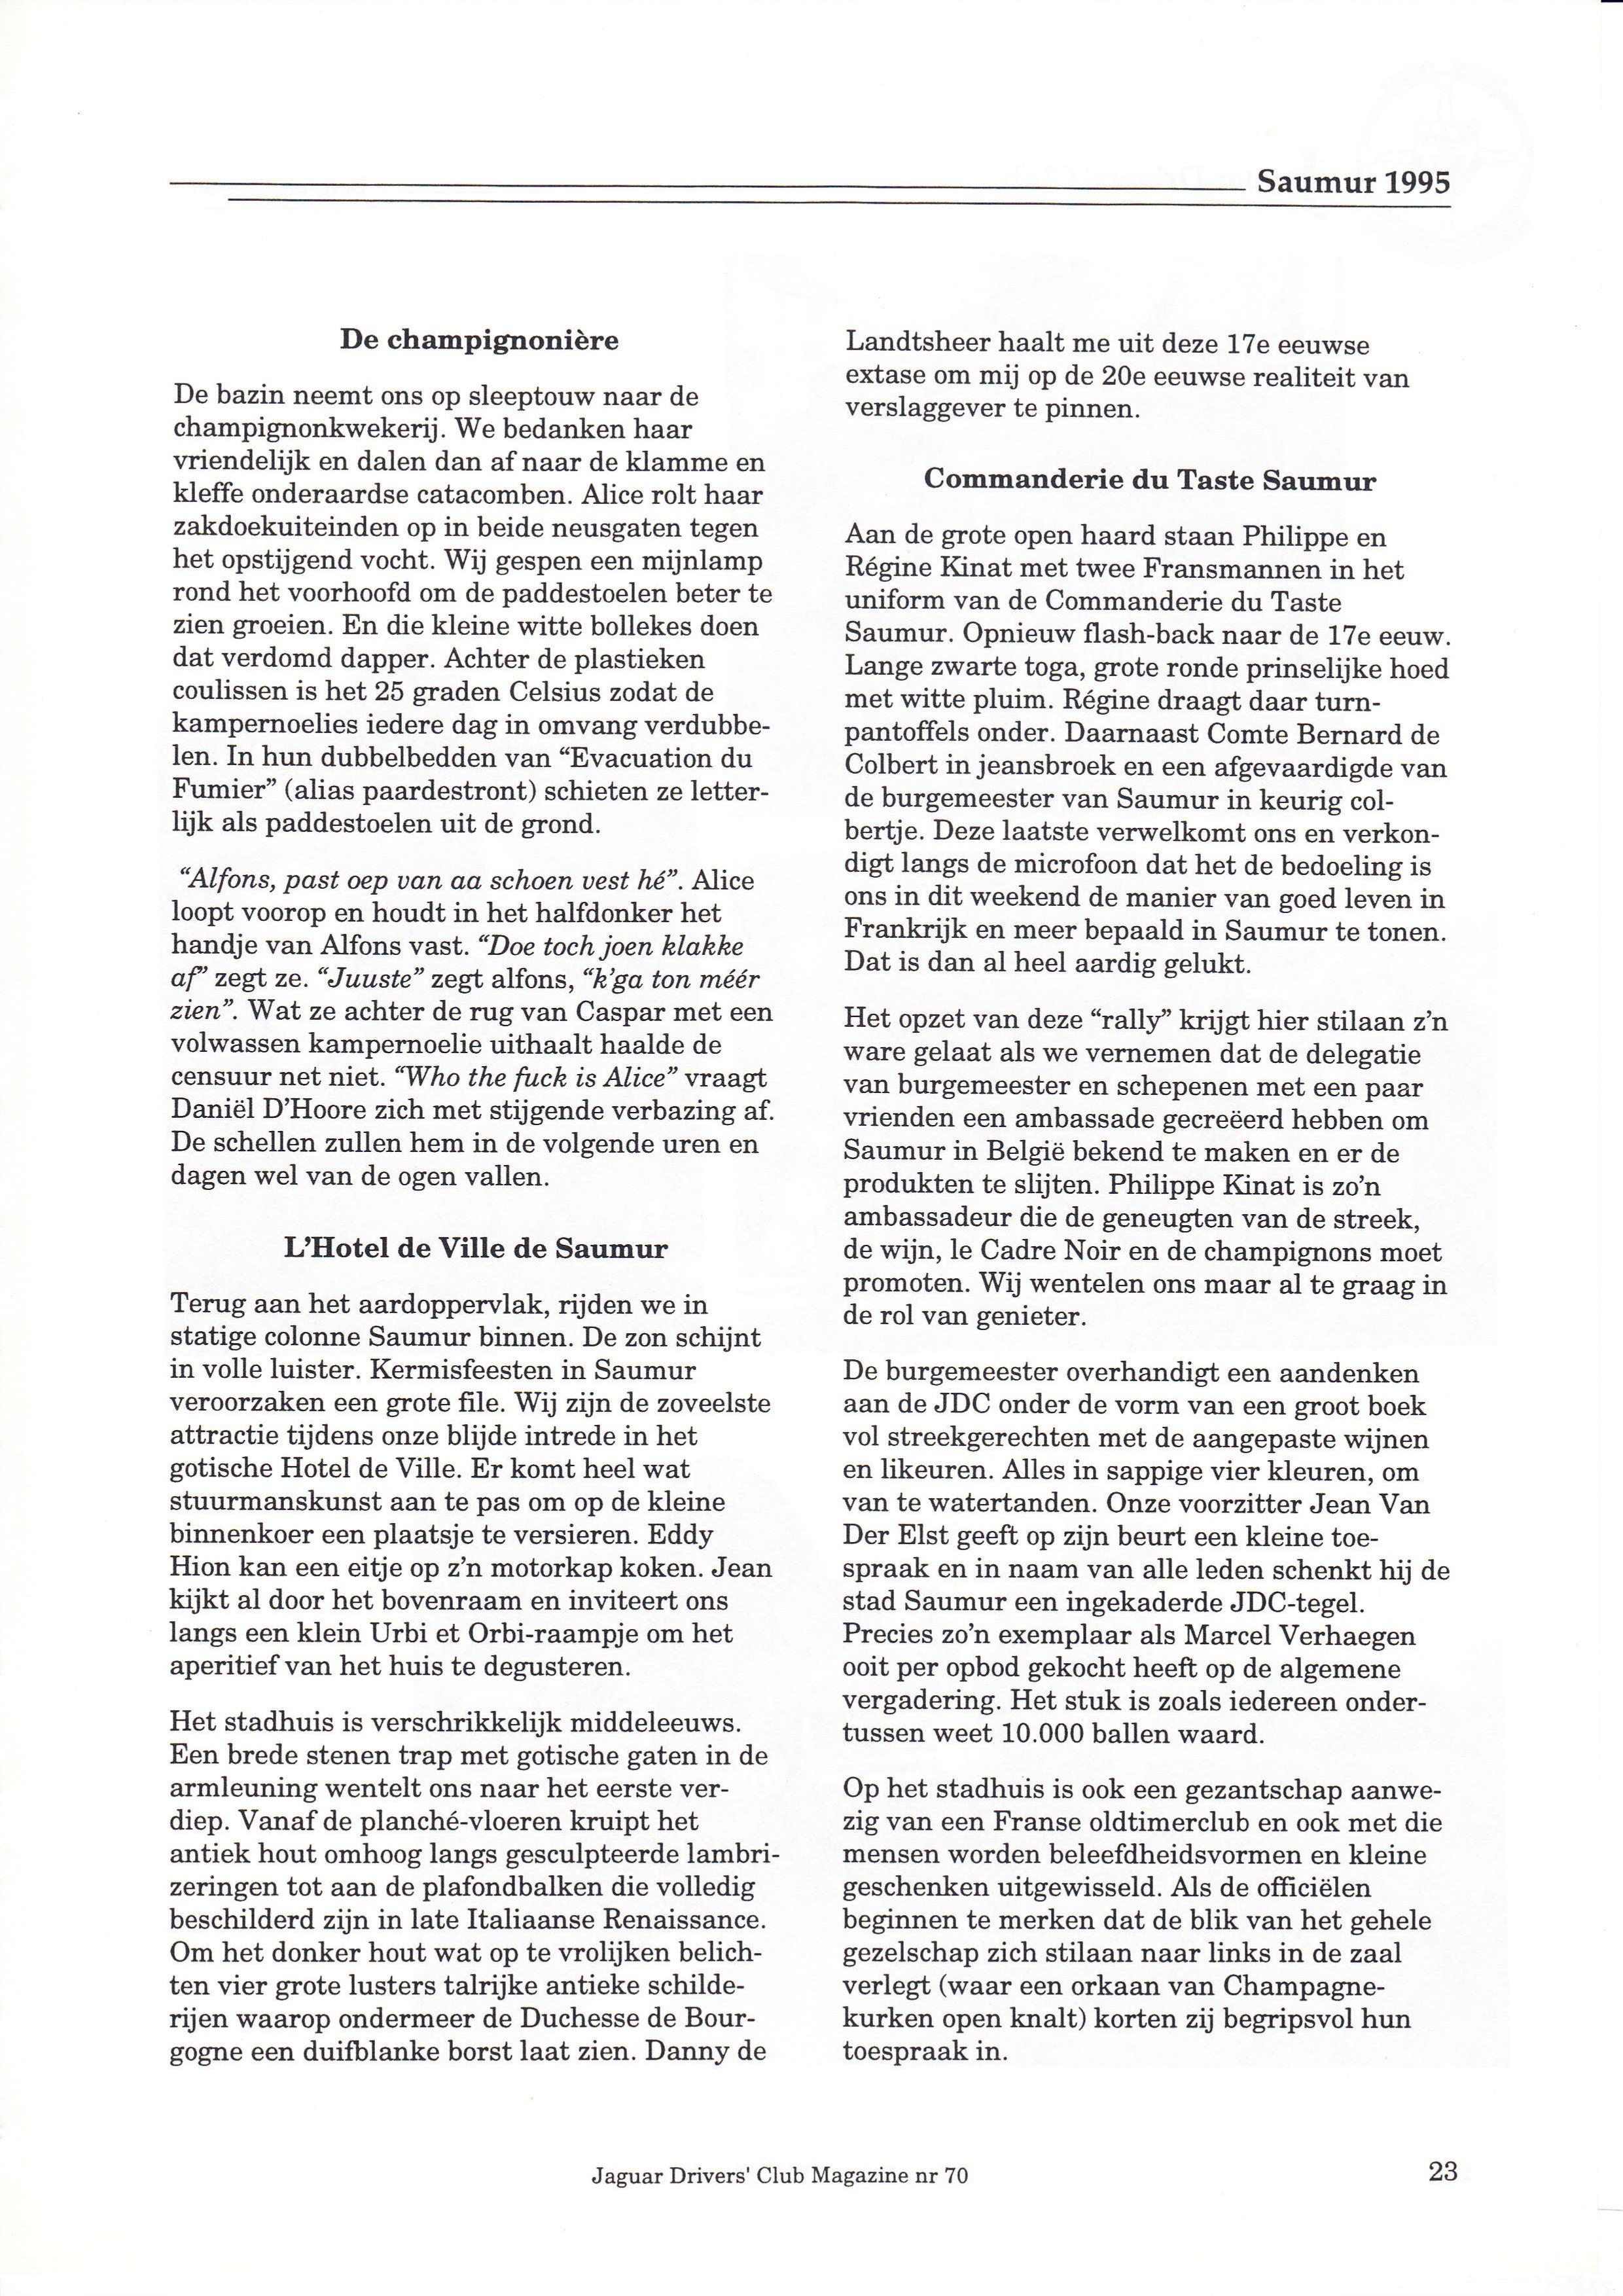 Saumur 1995
De champignonière
De bazin neemt ons op sleeptouw naar de
champignonkwekerij. We bedanken haar
vriendelijk en dalen dan af naar de klamme en
kleffe onderaardse catacomben. Alice rolt haar
zakdoekuiteinden op in beide neusgaten tegen
het opstijgend vocht. Wij gespen een mijnlamp
rond het voorhoofd om de paddestoelen beter te
zien groeien. En die kleine witte bollekes doen
dat verdomd dapper. Achter de plastieken
coulissen is het 25 graden Celsius zodat de
kampernoelies iedere dag in omvang verdubbe-
len. In hun dubbelbedden van “Evacuation du
Fumier” (alias paardestront) schieten ze letter-
lijk als paddestoelen uit de grond.
“Alfons, past oep van aa schoen vest hé”. Alice
loopt voorop en houdt in het halfdonker het
handje van Alfons vast. “Doe toch joen klakke
af” zegt ze. “Juuste” zegt alfons, “k’ga ton méér
zien”. Wat ze achter de rug van Caspar met een
volwassen kampernoelie uithaalt haalde de
censuur net niet. “Who the fuck is Alice” vraagt
Daniël D’Hoore zich met stijgende verbazing af.
De schellen zullen hem in de volgende uren en
dagen wel van de ogen vallen.
L’Hotel de Ville de Saumur
Terug aan het aardoppervlak, rijden we in
statige colonne Saumur binnen. De zon schijnt
in volle luister. Kermisfeesten in Saumur
veroorzaken een grote file. Wij zijn de zoveelste
attractie tijdens onze blijde intrede in het
gotische Hotel de Ville. Er komt heel wat
stuurmanskunst aan te pas om op de kleine
binnenkoer een plaatsje te versieren. Eddy
Hion kan een eitje op z’n motorkap koken. Jean
kijkt al door het bovenraam en inviteert ons
langs een klein Urbi et Orbi-raampje om het
aperitief van het huis te degusteren.
Het stadhuis is verschrikkelijk middeleeuws.
Een brede stenen trap met gotische gaten in de
armleuning wentelt ons naar het eerste ver-
diep. Vanaf de planché-vloeren kruipt het
antiek hout omhoog langs gesculpteerde lambri-
zeringen tot aan de plafondbalken die volledig
beschilderd zijn in late Italiaanse Renaissance.
Om het donker hout wat op te vrolijken belich-
ten vier grote lusters talrijke antieke schilde-
rijen waarop ondermeer de Duchesse de Bour-
gogne een duifblanke borst laat zien. Danny de
Landtsheer haalt me uit deze 17e eeuwse
extase om mij op de 20e eeuwse realiteit van
verslaggever te pinnen.
Commanderie du Taste Saumur
Aan de grote open haard staan Philippe en
Régine Kinat met twee Fransmannen in het
uniform van de Commanderie du Taste
Saumur. Opnieuw flash-back naar de 17e eeuw.
Lange zwarte toga, grote ronde prinselijke hoed
met witte pluim. Régine draagt daar turn-
pantoffels onder. Daarnaast Comte Bernard de
Colbert in jeansbroek en een afgevaardigde van
de burgemeester van Saumur in keurig col-
bertje. Deze laatste verwelkomt ons en verkon-
digt langs de microfoon dat het de bedoeling is
ons in dit weekend de manier van goed leven in
Frankrijk en meer bepaald in Saumur te tonen.
Dat is dan al heel aardig gelukt.
Het opzet van deze “rally” krijgt hier stilaan z’n
ware gelaat als we vernemen dat de delegatie
van burgemeester en schepenen met een paar
vrienden een ambassade gecreëerd hebben om
Saumur in België bekend te maken en er de
produkten te slijten. Philippe Kinat is zo’n
ambassadeur die de geneugten van de streek,
de wijn, le Cadre Noir en de champignons moet
promoten. Wij wentelen ons maar al te graag in
de rol van genieter.
De burgemeester overhandigt een aandenken
aan de JDC onder de vorm van een groot boek
vol streekgerechten met de aangepaste wijnen
en likeuren. Alles in sappige vier kleuren, om
van te watertanden. Onze voorzitter Jean Van
Der Elst geeft op zijn beurt een kleine toe-
spraak en in naam van alle leden schenkt hij de
stad Saumur een ingekaderde JDC-tegel.
Precies zo’n exemplaar als Marcel Verhaegen
ooit per opbod gekocht heeft op de algemene
vergadering. Het stuk is zoals iedereen onder-
tussen weet 10.000 ballen waard.
Op het stadhuis is ook een gezantschap aanwe-
zig van een Franse oldtimerclub en ook met die
mensen worden beleefdheidsvormen en kleine
geschenken uitgewisseld. Als de officiëlen
beginnen te merken dat de blik van het gehele
gezelschap zich stilaan naar links in de zaal
verlegt (waar een orkaan van Champagne-
kurken open knalt) korten zij begripsvol hun
toespraak in.
Jaguar Drivers' Club Magazine nr 70
23